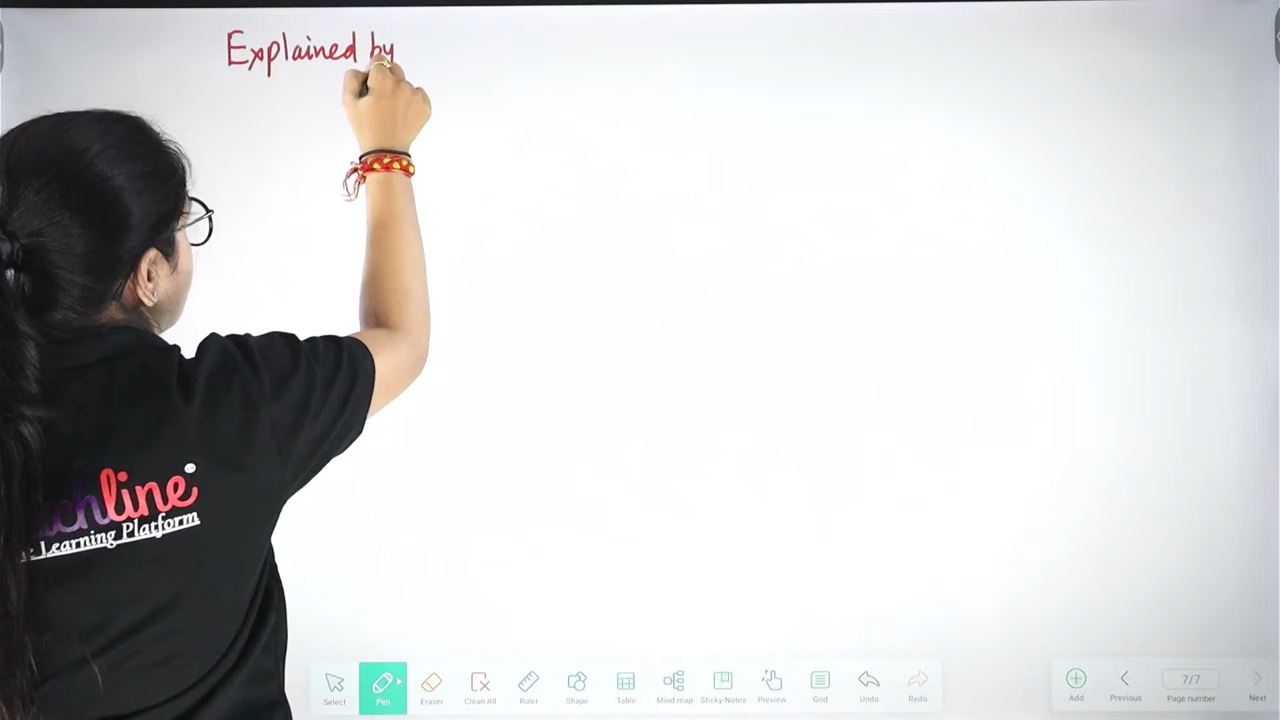 Explained by
line
Learning Platform
Select
Pen
Eraser
Clean All
Ruler
Shape
Table
Mind map
Sticky-Notes
Preview
Grid
Undo
Redo
Add
Previous
7/7
Page number
Next